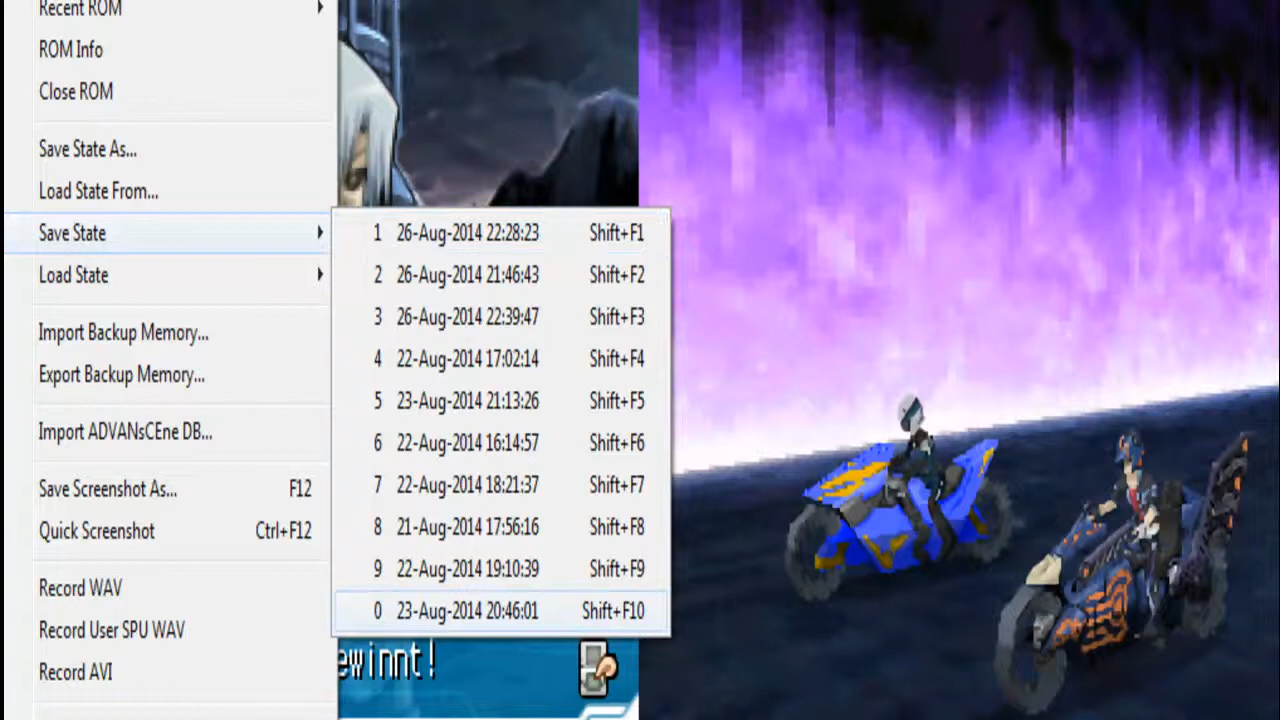 Recent ROM
ROM Info
Close ROM
Save State As...
Load State From...
Save State
Load State
Import Backup Memory...
Export Backup Memory...
Import ADVANsCEne DB...
Save Screenshot As... F12
Quick Screenshot Ctrl+F12
Record WAV
Record User SPU WAV
Record AVI
1 26-Aug-2014 22:28:23 Shift+F1
2 26-Aug-2014 21:46:43 Shift+F2
3 26-Aug-2014 22:39:47 Shift+F3
4 22-Aug-2014 17:02:14 Shift+F4
5 23-Aug-2014 21:13:26 Shift+F5
6 22-Aug-2014 16:14:57 Shift+F6
7 22-Aug-2014 18:21:37 Shift+F7
8 21-Aug-2014 17:56:16 Shift+F8
9 22-Aug-2014 19:10:39 Shift+F9
0 23-Aug-2014 20:46:01 Shift+F10
ewinnt!